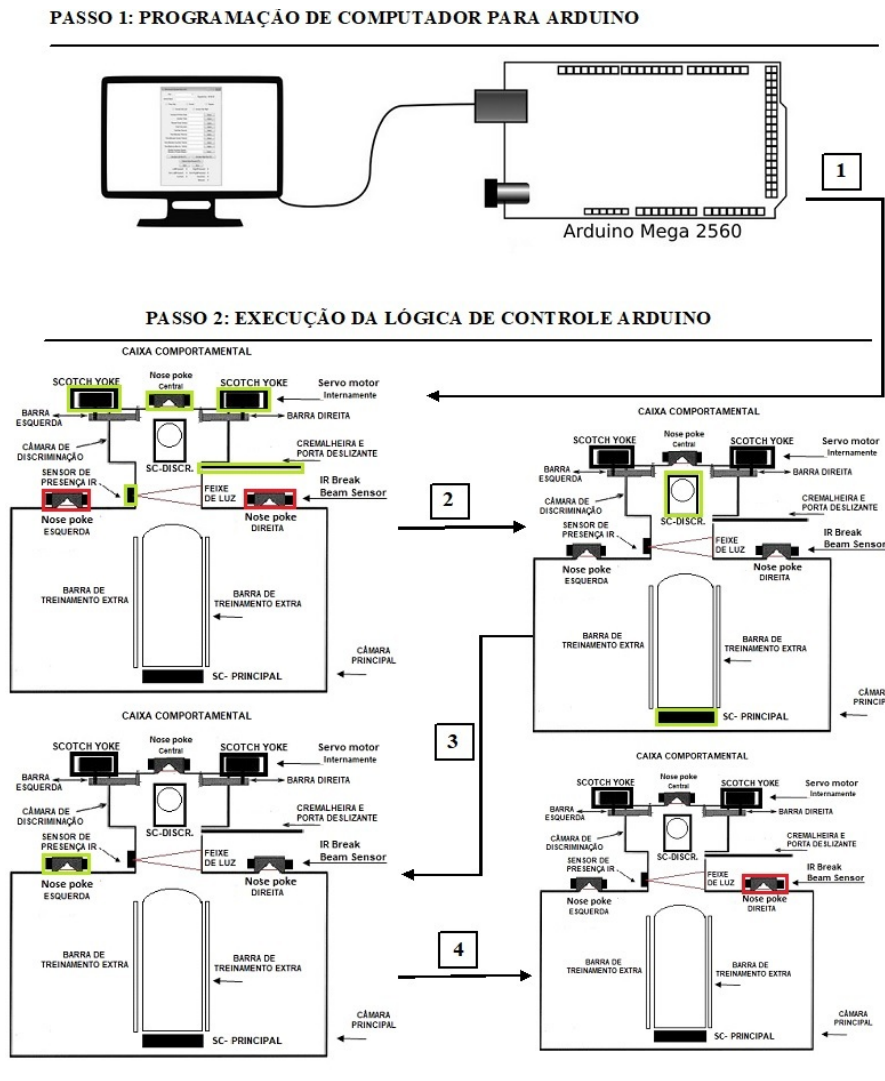 PASSO 1: PROGRAMAÇÃO DE COMPUTADOR PARA ARDUINO
1
Arduino Mega 2560
PASSO 2: EXECUÇÃO DA LÓGICA DE CONTROLE ARDUINO
CAIXA COMPORTAMENTAL
Nose poke
Central
SCOTCH YOKE
SCOTCH YOKE
Servo motor
Internamente
BARRA
ESQUERDA
BARRA DIREITA
CÂMARA DE
DISCRIMINAÇÃO
SC-DISCR.
CREMALHEIRA E
PORTA DESLIZANTE
SENSOR DE
PRESENÇA IR
FEIXE
DE LUZ
IR Break
Beam Sensor
Nose poke
ESQUERDA
Nose poke
DIREITA
BARRA DE
TREINAMENTO EXTRA
BARRA DE
TREINAMENTO EXTRA
CÂMARA
PRINCIPAL
SC- PRINCIPAL
2
CAIXA COMPORTAMENTAL
Nose poke
Central
SCOTCH YOKE
SCOTCH YOKE
Servo motor
Internamente
BARRA
ESQUERDA
BARRA DIREITA
CÂMARA DE
DISCRIMINAÇÃO
SC-DISCR.
CREMALHEIRA E
PORTA DESLIZANTE
SENSOR DE
PRESENÇA IR
FEIXE
DE LUZ
IR Break
Beam Sensor
Nose poke
ESQUERDA
Nose poke
DIREITA
BARRA DE
TREINAMENTO EXTRA
BARRA DE
TREINAMENTO EXTRA
CÂMAR
PRINCIP
SC- PRINCIPAL
3
CAIXA COMPORTAMENTAL
Nose poke
Central
SCOTCH YOKE
SCOTCH YOKE
Servo motor
Internamente
BARRA
ESQUERDA
BARRA DIREITA
CÂMARA DE
DISCRIMINAÇÃO
SC-DISCR.
CREMALHEIRA E
PORTA DESLIZANTE
SENSOR DE
PRESENÇA IR
FEIXE
DE LUZ
IR Break
Beam Sensor
Nose poke
ESQUERDA
Nose poke
DIREITA
BARRA DE
TREINAMENTO EXTRA
BARRA DE
TREINAMENTO EXTRA
CÂMARA
PRINCIPAL
SC- PRINCIPAL
4
CAIXA COMPORTAMENTAL
Nose poke
Central
SCOTCH YOKE
SCOTCH YOKE
Servo motor
Internamente
BARRA
ESQUERDA
BARRA DIREITA
CÂMARA DE
DISCRIMINAÇÃO
SC-DISCR.
CREMALHEIRA E
PORTA DESLIZANTE
SENSOR DE
PRESENÇA IR
FEIXE
DE LUZ
IR Break
Beam Sensor
Nose poke
ESQUERDA
Nose poke
DIREITA
BARRA DE
TREINAMENTO EXTRA
BARRA DE
TREINAMENTO EXTRA
CÂMARA
PRINCIPAL
SC- PRINCIPAL